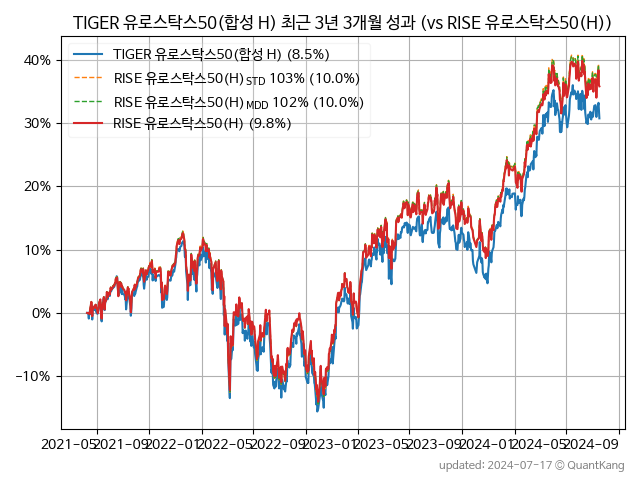 TIGER 유로스탁스50(합성 H) 최근 3년 3개월 성과 (vs RISE 유로스탁스50(H))
TIGER 유로스탁스50(합성 H) (8.5%)
RISE 유로스탁스50(H)STD 103% (10.0%)
RISE 유로스탁스50(H)MDD 102% (10.0%)
RISE 유로스탁스50(H) (9.8%)
40%
30%
20%
10%
0%
−10%
2021-05 2021-09 2022-01 2022-05 2022-09 2023-01 2023-05 2023-09 2024-01 2024-05 2024-09
updated: 2024-07-17 © QuantKang